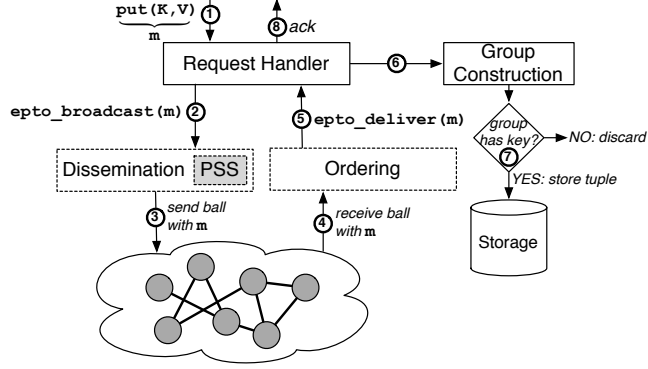 put(K,V)
m
1
8
ack
Request Handler
6
Group
Construction
epto_broadcast(m)
2
5
epto_deliver(m)
group
has key?
7
NO: discard
YES: store tuple
Dissemination
PSS
Ordering
3
send ball
with m
4
receive ball
with m
Storage